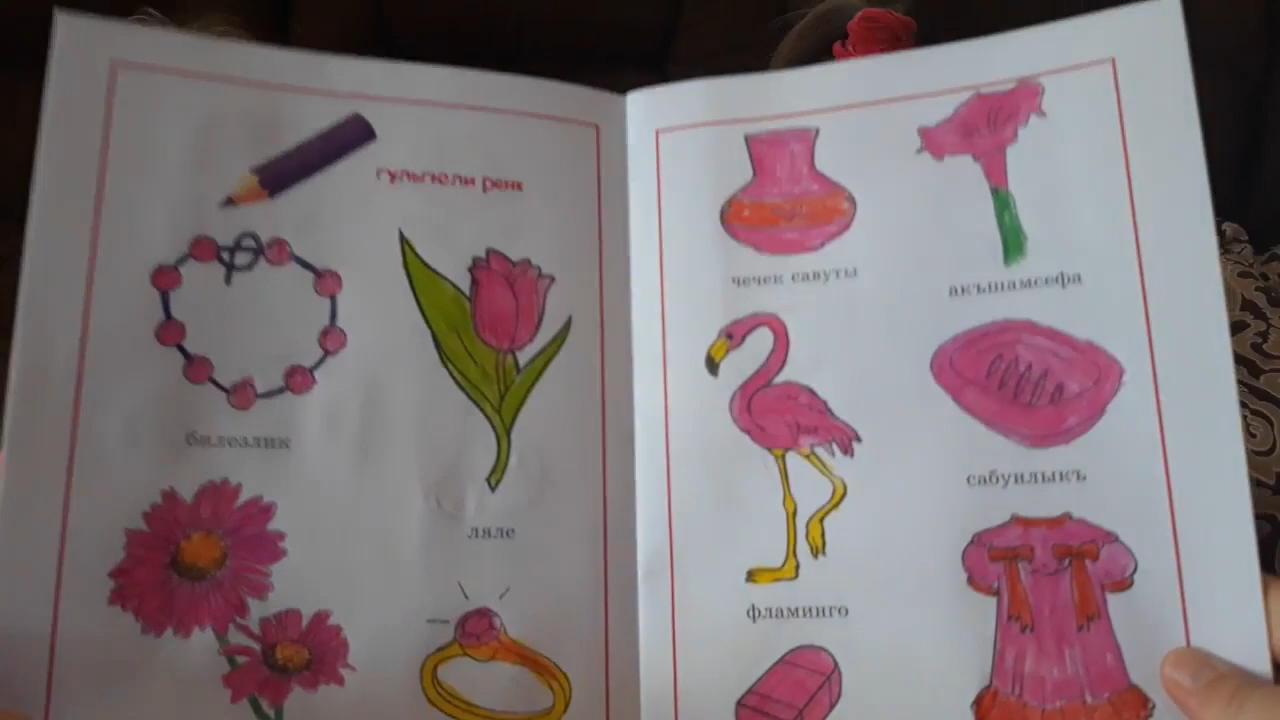 гульгюли ренк
билезлик
ляле
чечек савуты
акъшамсефа
сабунлыкъ
фламинго